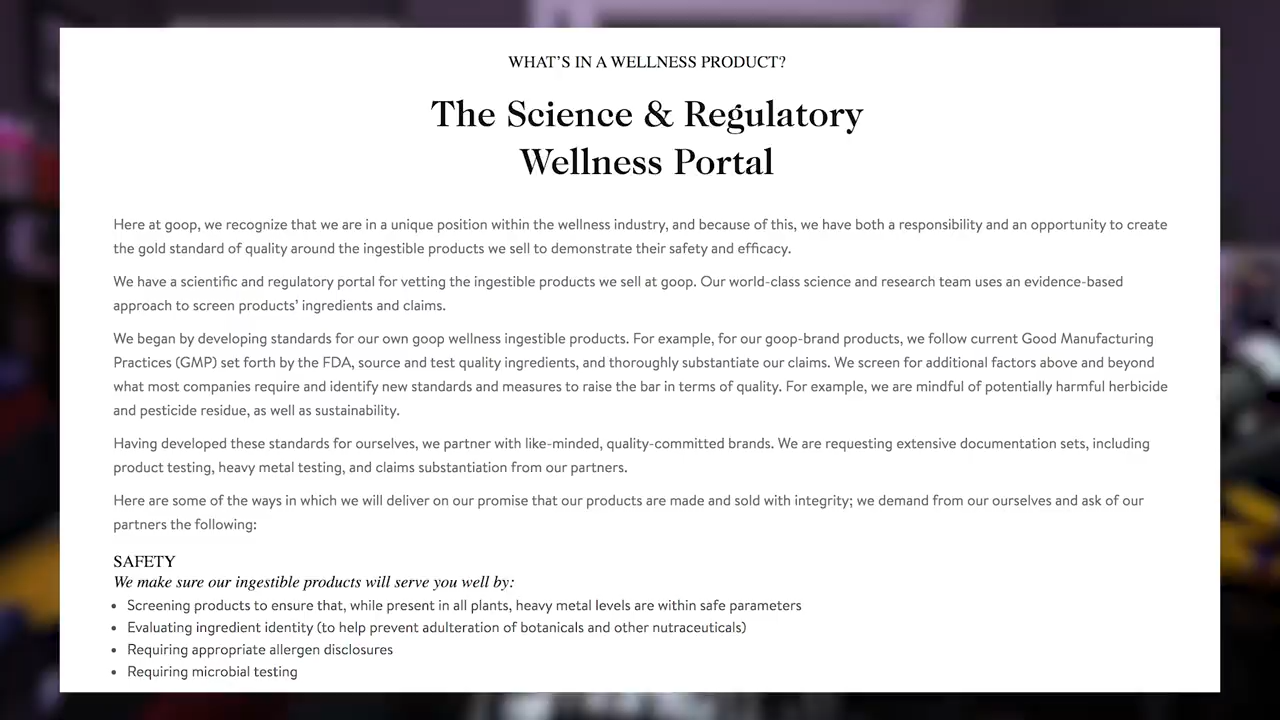 WHAT'S IN A WELLNESS PRODUCT?
The Science & Regulatory
Wellness Portal
Here at goop, we recognize that we are in a unique position within the wellness industry, and because of this, we have both a responsibility and an opportunity to create
the gold standard of quality around the ingestible products we sell to demonstrate their safety and efficacy.
We have a scientific and regulatory portal for vetting the ingestible products we sell at goop. Our world-class science and research team uses an evidence-based
approach to screen products' ingredients and claims.
We began by developing standards for our own goop wellness ingestible products. For example, for our goop-brand products, we follow current Good Manufacturing
Practices (GMP) set forth by the FDA, source and test quality ingredients, and thoroughly substantiate our claims. We screen for additional factors above and beyond
what most companies require and identify new standards and measures to raise the bar in terms of quality. For example, we are mindful of potentially harmful herbicide
and pesticide residue, as well as sustainability.
Having developed these standards for ourselves, we partner with like-minded, quality-committed brands. We are requesting extensive documentation sets, including
product testing, heavy metal testing, and claims substantiation from our partners.
Here are some of the ways in which we will deliver on our promise that our products are made and sold with integrity; we demand from our ourselves and ask of our
partners the following:
SAFETY
We make sure our ingestible products will serve you well by:
• Screening products to ensure that, while present in all plants, heavy metal levels are within safe parameters
• Evaluating ingredient identity (to help prevent adulteration of botanicals and other nutraceuticals)
• Requiring appropriate allergen disclosures
• Requiring microbial testing